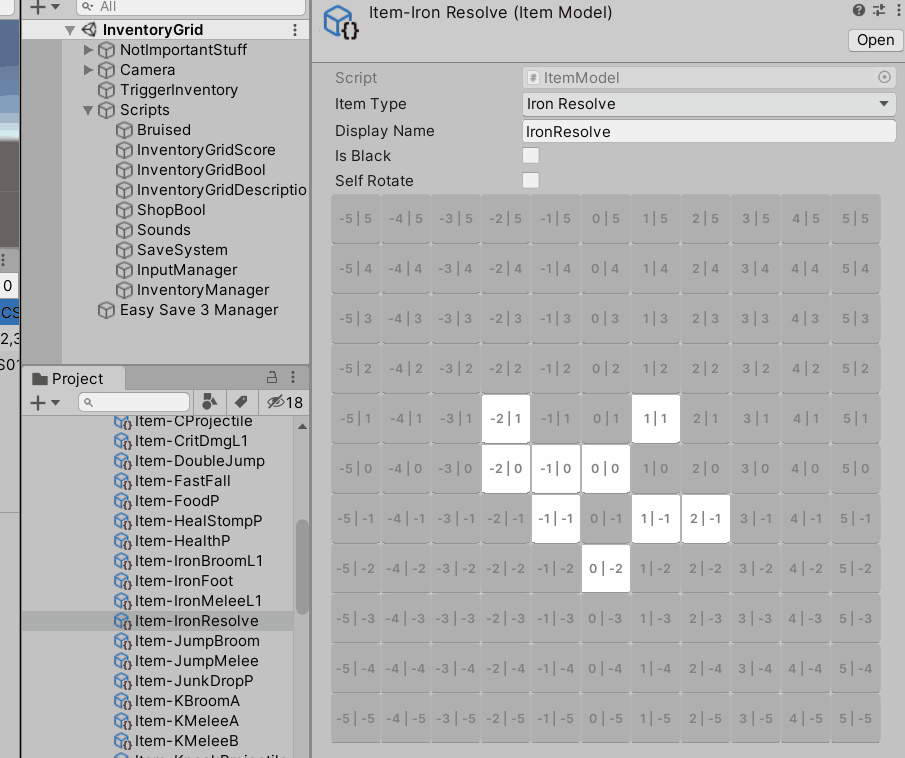 All
InventoryGrid
NotImportantStuff
Camera
TriggerInventory
Scripts
Bruised
InventoryGridScore
InventoryGridBool
InventoryGridDescriptio
ShopBool
Sounds
SaveSystem
InputManager
InventoryManager
Easy Save 3 Manager
0
CS
2,3
S01
Project
18
Item-CProjectile
Item-CritDmgL1
Item-DoubleJump
Item-FastFall
Item-FoodP
Item-HealStompP
Item-HealthP
Item-IronBroomL1
Item-IronFoot
Item-IronMeleeL1
Item-IronResolve
Item-JumpBroom
Item-JumpMelee
Item-JunkDropP
Item-KBroomA
Item-KMeleeA
Item-KMeleeB
Item-Iron Resolve (Item Model)
Open
Script # ItemModel
Item Type Iron Resolve
Display Name IronResolve
Is Black
Self Rotate
-5 | 5 -4 | 5 -3 | 5 -2 | 5 -1 | 5 0 | 5 1 | 5 2 | 5 3 | 5 4 | 5 5 | 5
-5 | 4 -4 | 4 -3 | 4 -2 | 4 -1 | 4 0 | 4 1 | 4 2 | 4 3 | 4 4 | 4 5 | 4
-5 | 3 -4 | 3 -3 | 3 -2 | 3 -1 | 3 0 | 3 1 | 3 2 | 3 3 | 3 4 | 3 5 | 3
-5 | 2 -4 | 2 -3 | 2 -2 | 2 -1 | 2 0 | 2 1 | 2 2 | 2 3 | 2 4 | 2 5 | 2
-5 | 1 -4 | 1 -3 | 1 -2 | 1 -1 | 1 0 | 1 1 | 1 2 | 1 3 | 1 4 | 1 5 | 1
-5 | 0 -4 | 0 -3 | 0 -2 | 0 -1 | 0 0 | 0 1 | 0 2 | 0 3 | 0 4 | 0 5 | 0
-5 | -1 -4 | -1 -3 | -1 -2 | -1 -1 | -1 0 | -1 1 | -1 2 | -1 3 | -1 4 | -1 5 | -1
-5 | -2 -4 | -2 -3 | -2 -2 | -2 -1 | -2 0 | -2 1 | -2 2 | -2 3 | -2 4 | -2 5 | -2
-5 | -3 -4 | -3 -3 | -3 -2 | -3 -1 | -3 0 | -3 1 | -3 2 | -3 3 | -3 4 | -3 5 | -3
-5 | -4 -4 | -4 -3 | -4 -2 | -4 -1 | -4 0 | -4 1 | -4 2 | -4 3 | -4 4 | -4 5 | -4
-5 | -5 -4 | -5 -3 | -5 -2 | -5 -1 | -5 0 | -5 1 | -5 2 | -5 3 | -5 4 | -5 5 | -5